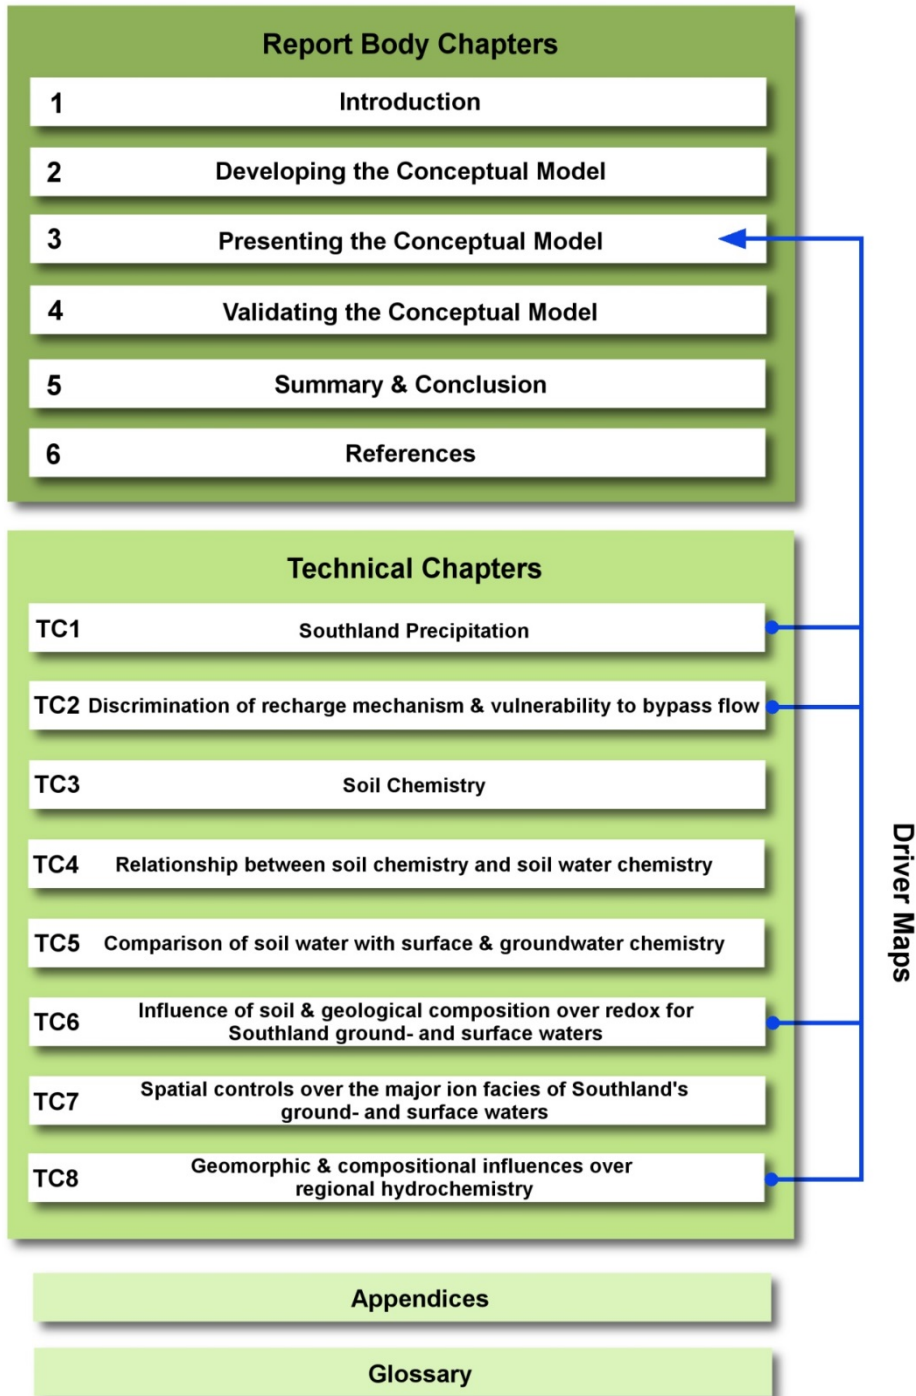 Report Body Chapters
1 Introduction
2 Developing the Conceptual Model
3 Presenting the Conceptual Model
4 Validating the Conceptual Model
5 Summary & Conclusion
6 References
Technical Chapters
TC1 Southland Precipitation
TC2 Discrimination of recharge mechanism & vulnerability to bypass flow
TC3 Soil Chemistry
TC4 Relationship between soil chemistry and soil water chemistry
TC5 Comparison of soil water with surface & groundwater chemistry
TC6 Influence of soil & geological composition over redox for
Southland ground- and surface waters
TC7 Spatial controls over the major ion facies of Southland's
ground- and surface waters
TC8 Geomorphic & compositional influences over
regional hydrochemistry
Driver Maps
Appendices
Glossary